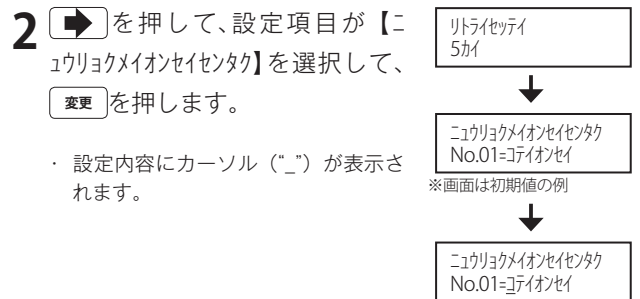 2 ➡ を押して、設定項目が【ﾆ
ｭｳﾘｮｸﾒｲｵﾝｾｲｾﾝﾀｸ】を選択して、
変更 を押します。
・ 設定内容にカーソル（“_”）が表示さ
れます。
ﾘﾄﾗｲｾｯﾃｲ
5ｶｲ
ﾆｭｳﾘｮｸﾒｲｵﾝｾｲｾﾝﾀｸ
No.01=ｺﾃｲｵﾝｾｲ
※画面は初期値の例
ﾆｭｳﾘｮｸﾒｲｵﾝｾｲｾﾝﾀｸ
No.01=ｺﾃｲｵﾝｾｲ